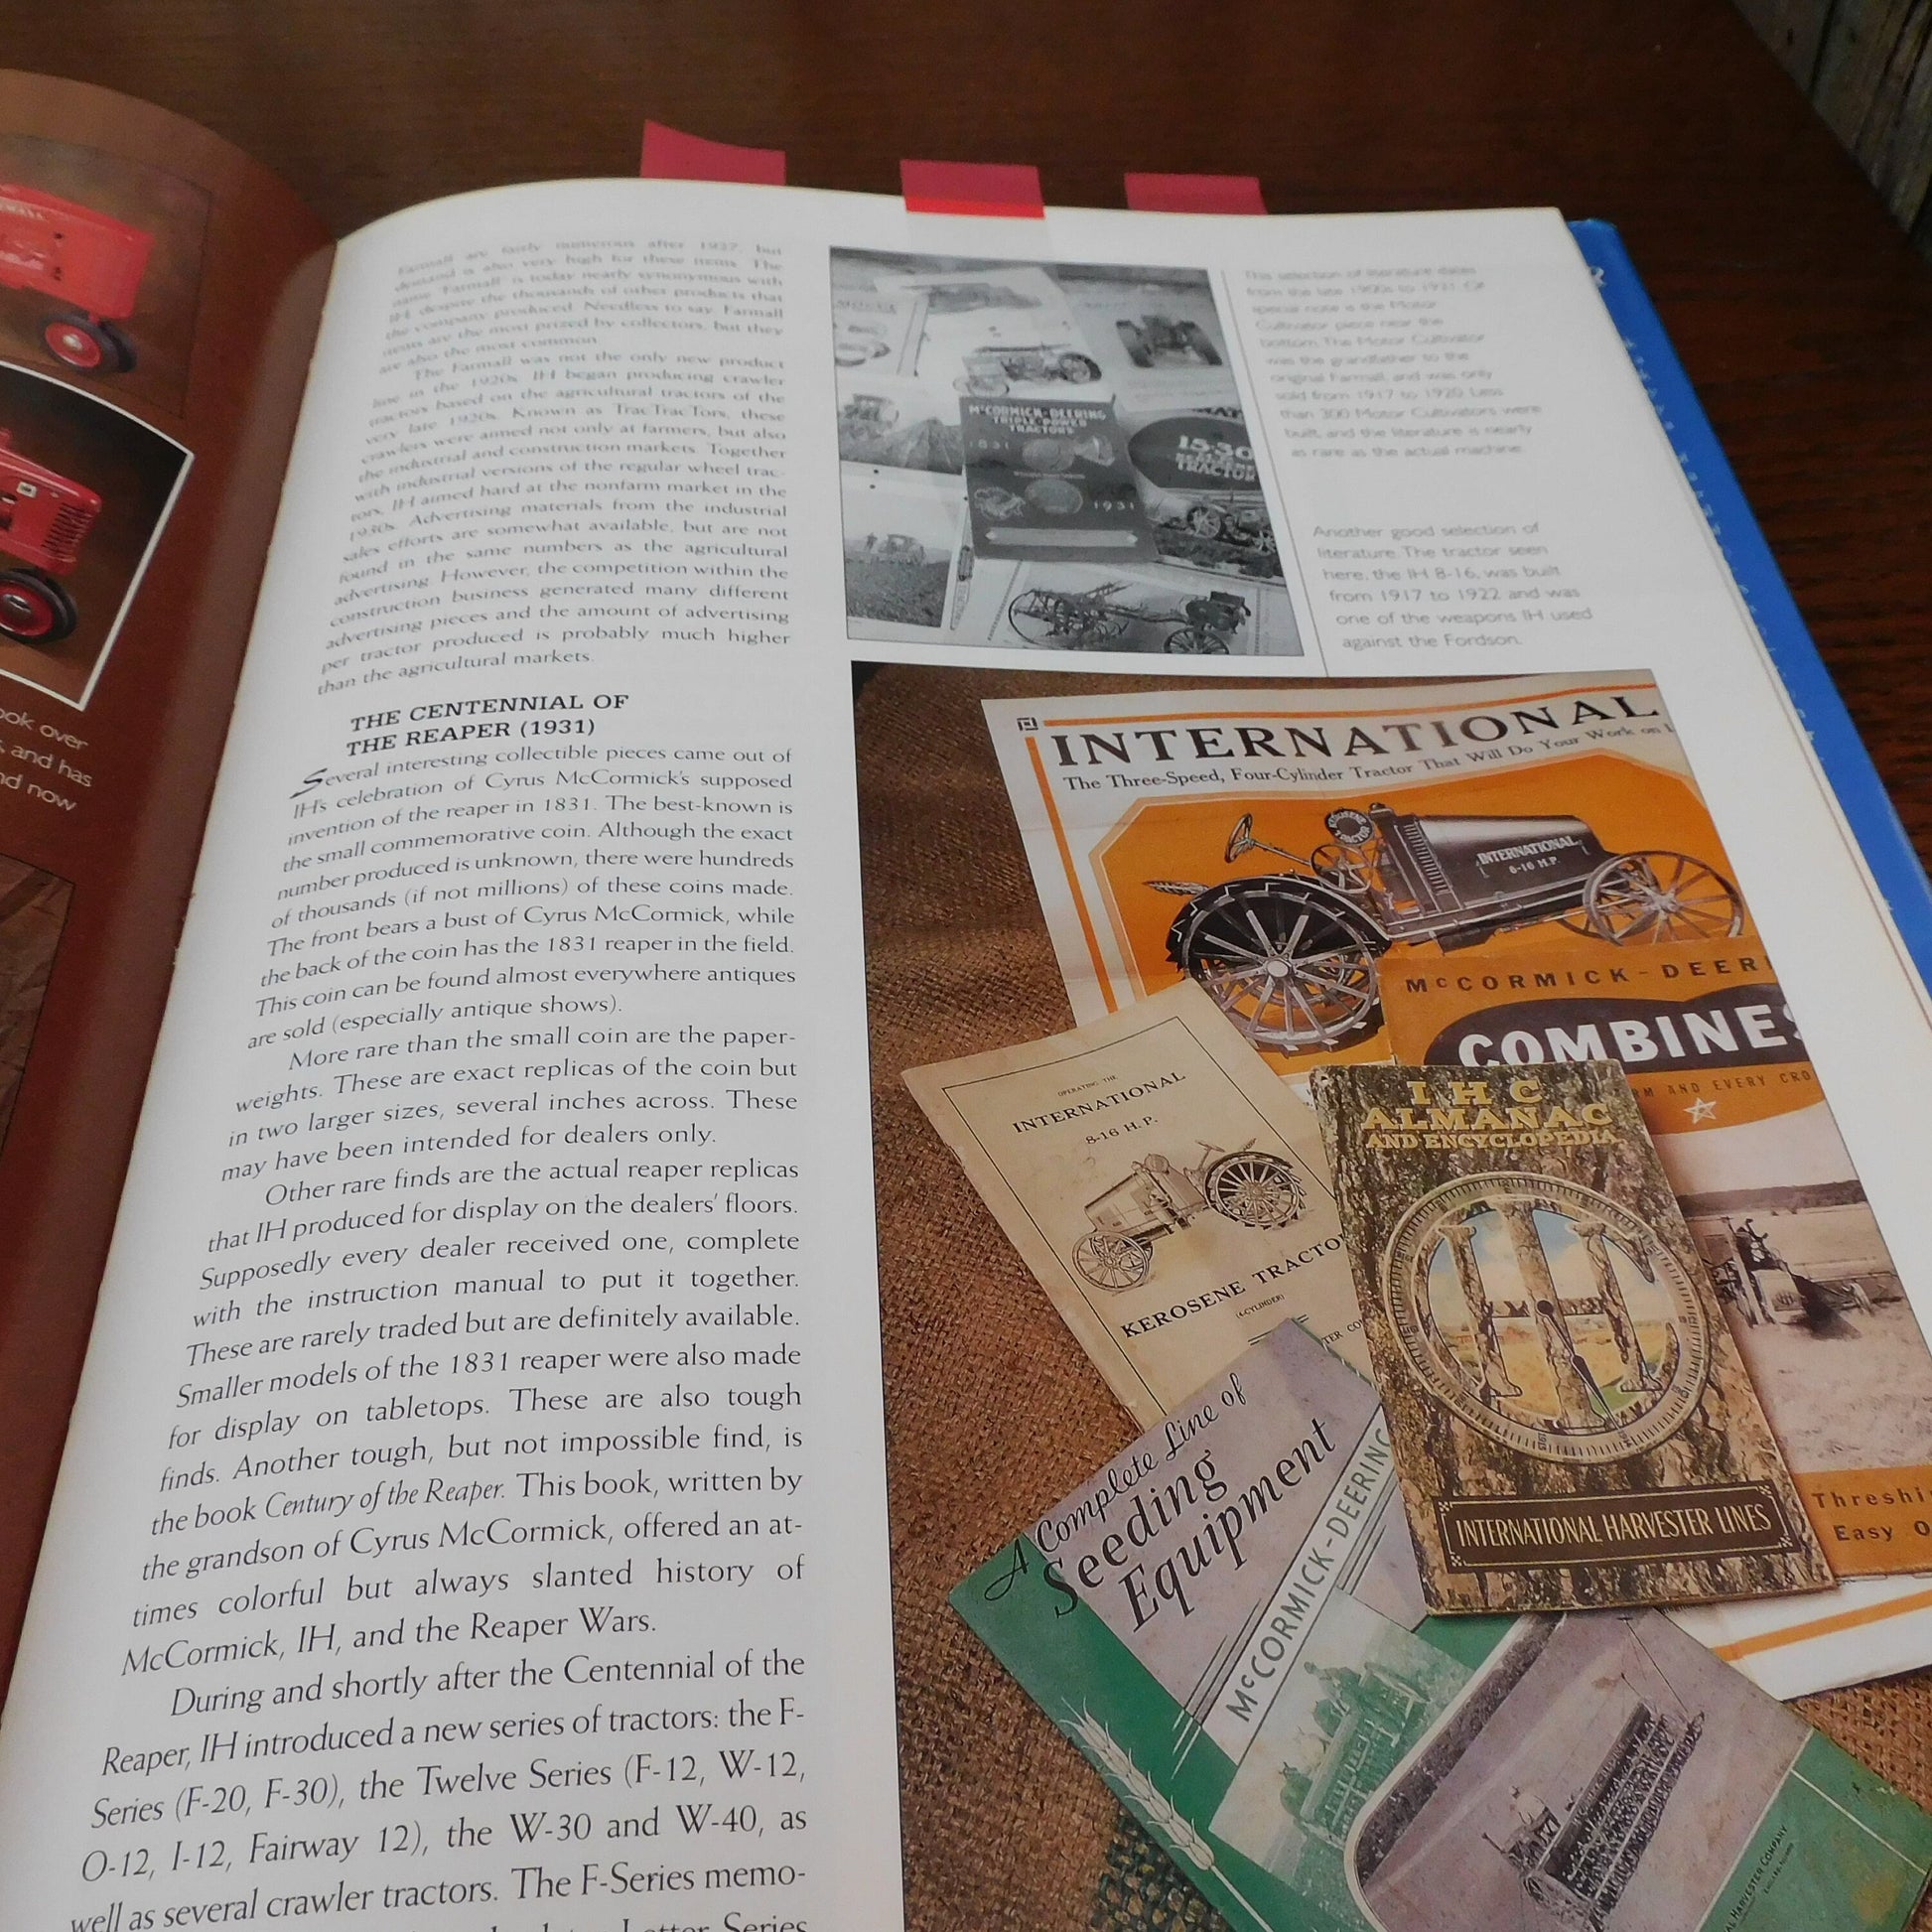 ook over
, and has
nd now
Farmall are fairly numerous after 1937, but
demand is also very high for these items. The
name "Farmall" is today nearly synonymous with
IH, despite the thousands of other products that
the company produced. Needless to say, Farmall
items are the most prized by collectors, but they
are also the most common.
The Farmall was not the only new product
line in the 1920s. IH began producing crawler
tractors based on the agricultural tractors of the
very late 1920s. Known as TracTracTors, these
crawlers were aimed not only at farmers, but also
the industrial and construction markets. Together
with industrial versions of the regular wheel trac-
tors, IH aimed hard at the nonfarm market in the
1930s. Advertising materials from the industrial
sales efforts are somewhat available, but are not
found in the same numbers as the agricultural
advertising. However, the competition within the
construction business generated many different
advertising pieces and the amount of advertising
per tractor produced is probably much higher
than the agricultural markets.
THE CENTENNIAL OF
THE REAPER (1931)
Several interesting collectible pieces came out of
IH's celebration of Cyrus McCormick's supposed
invention of the reaper in 1831. The best-known is
the small commemorative coin. Although the exact
number produced is unknown, there were hundreds
of thousands (if not millions) of these coins made.
The front bears a bust of Cyrus McCormick, while
the back of the coin has the 1831 reaper in the field.
This coin can be found almost everywhere antiques
are sold (especially antique shows).
More rare than the small coin are the paper-
weights. These are exact replicas of the coin but
in two larger sizes, several inches across. These
may have been intended for dealers only.
Other rare finds are the actual reaper replicas
that IH produced for display on the dealers' floors.
Supposedly every dealer received one, complete
with the instruction manual to put it together.
These are rarely traded but are definitely available.
Smaller models of the 1831 reaper were also made
for display on tabletops. These are also tough
finds. Another tough, but not impossible find, is
the book Century of the Reaper. This book, written by
the grandson of Cyrus McCormick, offered an at-
times colorful but always slanted history of
McCormick, IH, and the Reaper Wars.
During and shortly after the Centennial of the
Reaper, IH introduced a new series of tractors: the F-
Series (F-20, F-30), the Twelve Series (F-12, W-12,
O-12, I-12, Fairway 12), the W-30 and W-40, as
well as several crawler tractors. The F-Series memo-
Letter Series
This selection of literature dates
from the late 1900s to 1931. Of
special note is the Motor
Cultivator piece near the
bottom. The Motor Cultivator
was the grandfather to the
original Farmall, and was only
sold from 1917 to 1920. Less
than 300 Motor Cultivators were
built, and the literature is nearly
as rare as the actual machine.
Another good selection of
literature. The tractor seen
here, the IH 8-16, was built
from 1917 to 1922 and was
one of the weapons IH used
against the Fordson.
McCORMICK-DEERING
TRIPLE-POWER
TRACTORS
1831
1931
15-30
TRACTOR
INTERNATIONAL
The Three-Speed, Four-Cylinder Tractor That Will Do Your Work on
KEROSENE
TRACTOR
INTERNATIONAL
8-16 H.P.
McCORMICK-DEER
COMBINES
M AND EVERY CRO
OPERATING THE
INTERNATIONAL
8-16 H.P.
KEROSENE TRACTO
(4-CYLINDER)
TER CO
I H C
ALMANAC
AND ENCYCLOPEDIA
IHC
INTERNATIONAL HARVESTER LINES
Threshi
Easy O
A Complete Line of
Seeding
Equipment
McCORMICK-DEERING
AL HARVESTER COMPANY